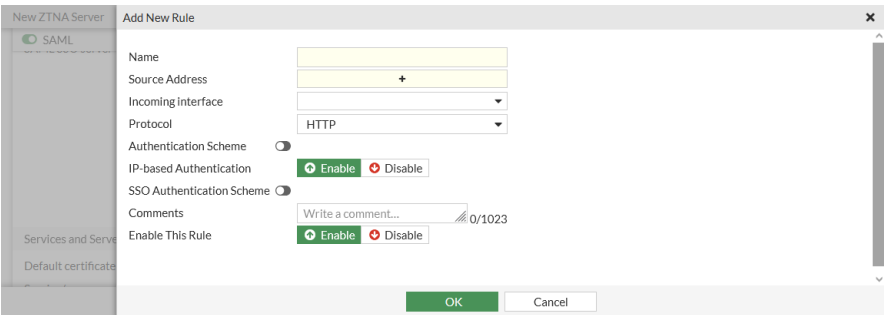 New ZTNA Server
Add New Rule
SAML
Name
Source Address +
Incoming interface
Protocol HTTP
Authentication Scheme
IP-based Authentication Enable Disable
SSO Authentication Scheme
Comments Write a comment... 0/1023
Services and Serve
Enable This Rule Enable Disable
Default certificate
OK Cancel